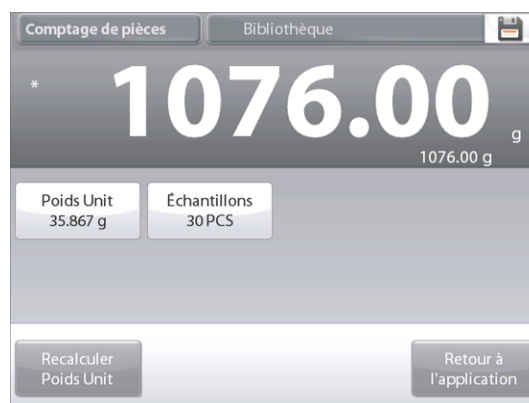 Comptage de pièces
Bibliothèque
*
1076.00
g
1076.00 g
Poids Unit
35.867 g
Échantillons
30 PCS
Recalculer
Poids Unit
Retour à
l'application